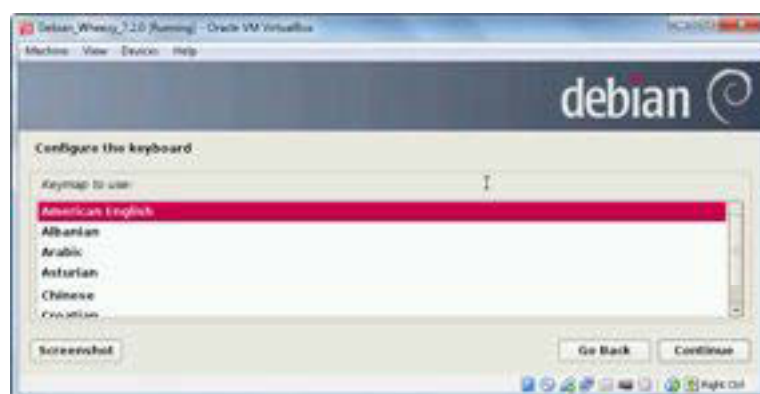 Debian_Wheezy_7.2.0 [Running] - Oracle VM VirtualBox
Machine View Devices Help
debian
Configure the keyboard
Keymap to use:
American English
Albanian
Arabic
Asturian
Chinese
Croatian
Screenshot
Go Back
Continue
Right Ctrl